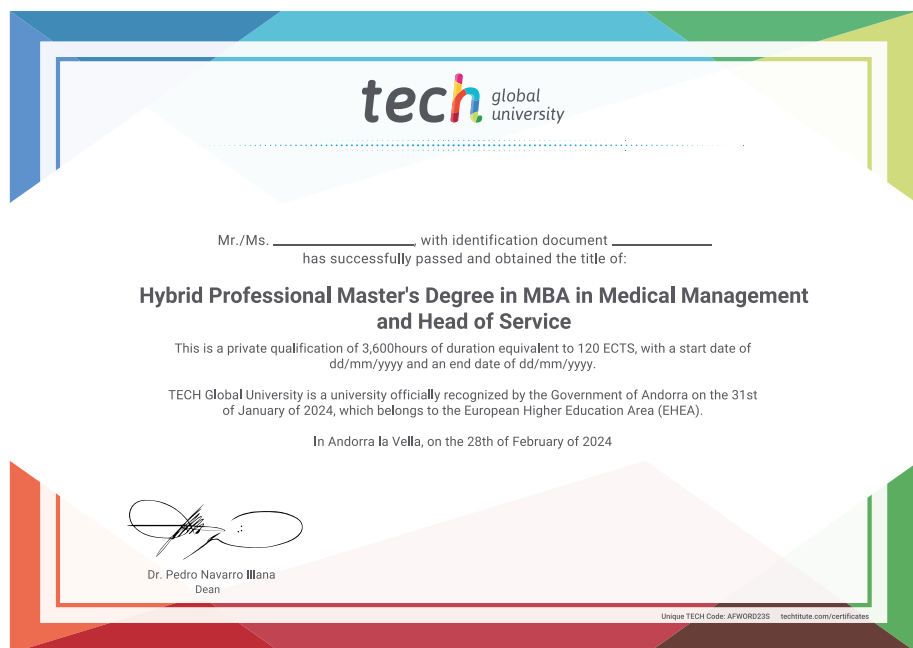 tech global
university
Mr./Ms. ____________, with identification document ____________
has successfully passed and obtained the title of:
Hybrid Professional Master's Degree in MBA in Medical Management
and Head of Service
This is a private qualification of 3,600hours of duration equivalent to 120 ECTS, with a start date of
dd/mm/yyyy and an end date of dd/mm/yyyy.
TECH Global University is a university officially recognized by the Government of Andorra on the 31st
of January of 2024, which belongs to the European Higher Education Area (EHEA).
In Andorra la Vella, on the 28th of February of 2024
Dr. Pedro Navarro Illana
Dean
Unique TECH Code: AFWORD23S techtitute.com/certificates